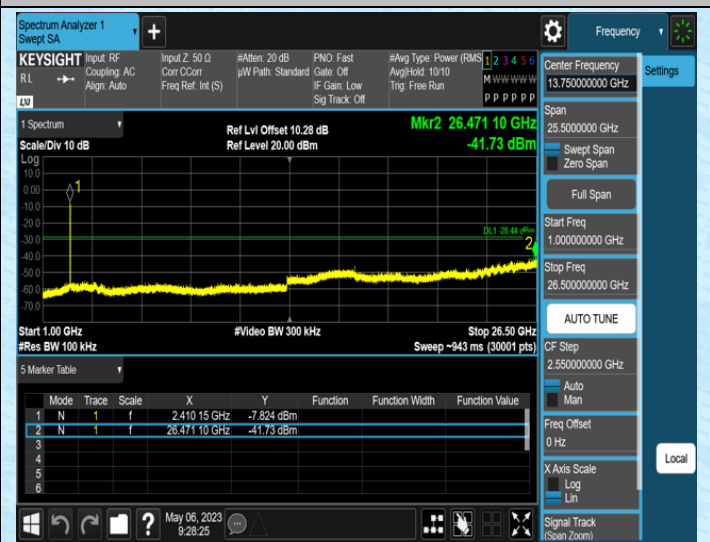 Spectrum Analyzer 1
Swept SA
+
Frequency
KEYSIGHT
RL
LXI
Input: RF
Coupling: AC
Align: Auto
Input Z: 50 Ω
Corr CCorr
Freq Ref: Int (S)
#Atten: 20 dB
µW Path: Standard
PNO: Fast
Gate: Off
IF Gain: Low
Sig Track: Off
#Avg Type: Power (RMS
Avg|Hold: 10/10
Trig: Free Run
1 2 3 4 5 6
M W W W W W
P P P P P P
1 Spectrum
Scale/Div 10 dB
Ref Lvl Offset 10.28 dB
Ref Level 20.00 dBm
Mkr2 26.471 10 GHz
-41.73 dBm
Log
10.0
0.00
-10.0
-20.0
-30.0
-40.0
-50.0
-60.0
-70.0
1
DL1 -28.44 dBm
2
Start 1.00 GHz
#Res BW 100 kHz
#Video BW 300 kHz
Stop 26.50 GHz
Sweep ~943 ms (30001 pts)
5 Marker Table
Mode Trace Scale X Y Function Function Width Function Value
1 N 1 f 2.410 15 GHz -7.824 dBm
2 N 1 f 26.471 10 GHz -41.73 dBm
3
4
5
6
?
May 06, 2023
9:28:25
Center Frequency
13.750000000 GHz
Settings
Span
25.5000000 GHz
Swept Span
Zero Span
Full Span
Start Freq
1.000000000 GHz
Stop Freq
26.500000000 GHz
AUTO TUNE
CF Step
2.550000000 GHz
Auto
Man
Freq Offset
0 Hz
X Axis Scale
Log
Lin
Local
Signal Track
(Span Zoom)